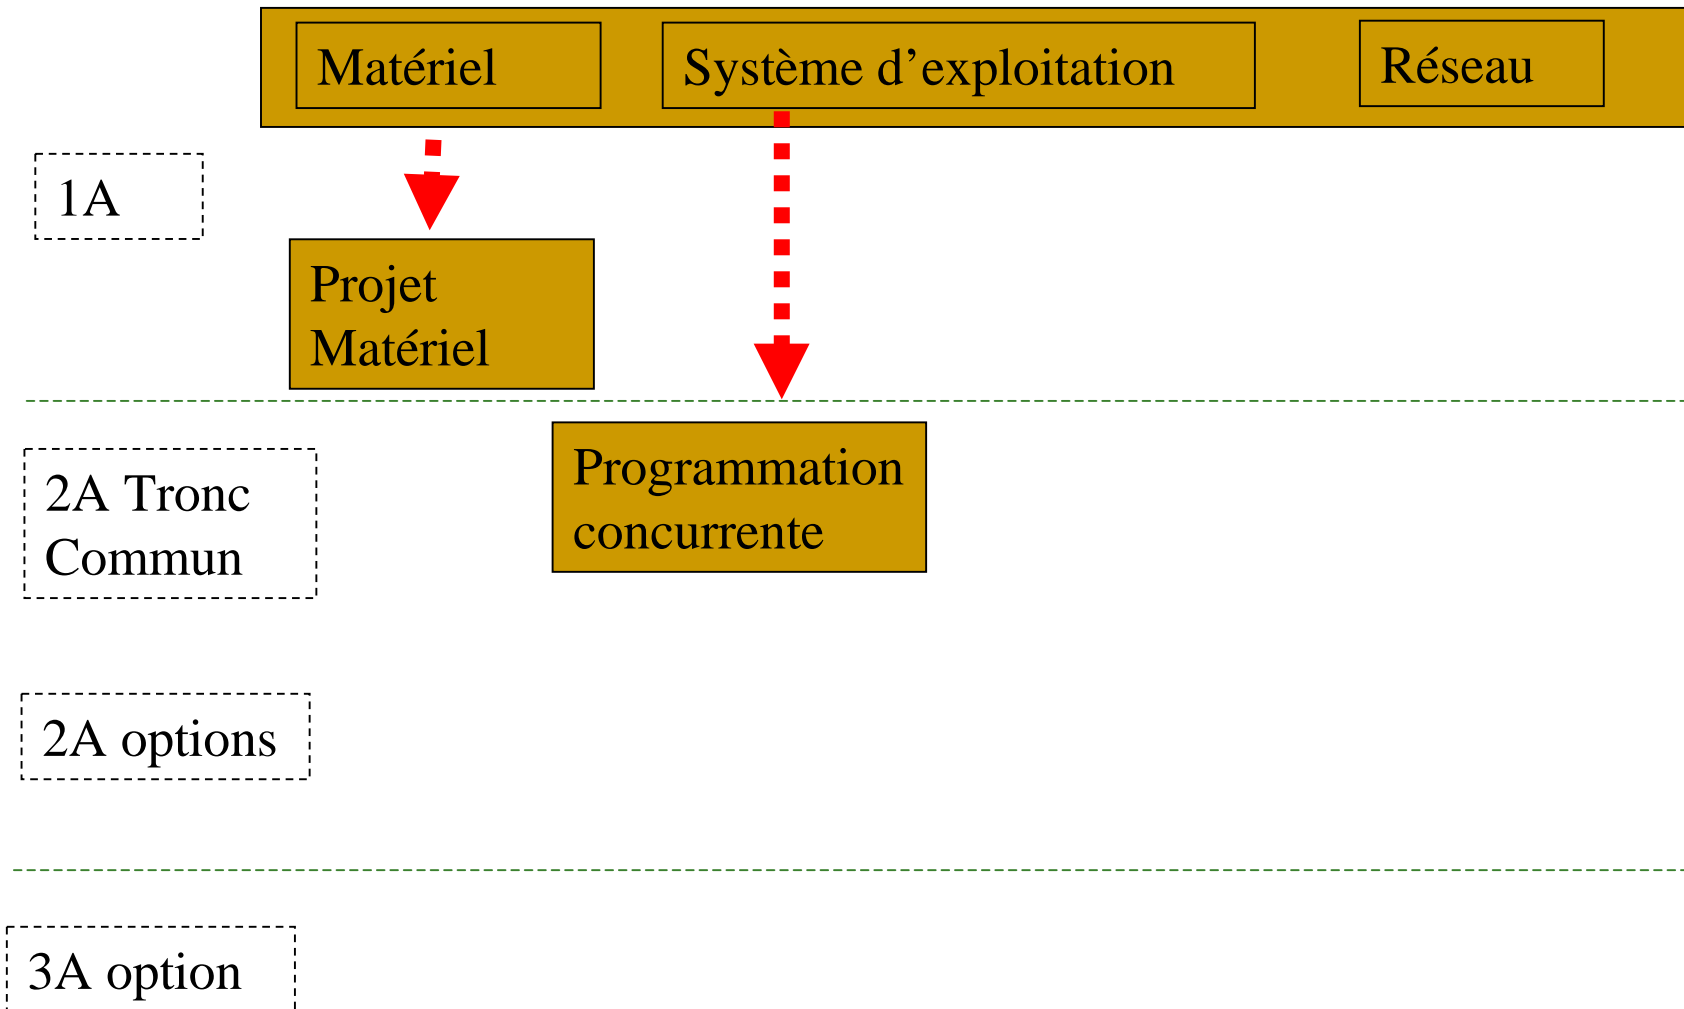 Matériel
Système d’exploitation
Réseau
1A
Projet
Matériel
2A Tronc
Commun
Programmation
concurrente
2A options
3A option